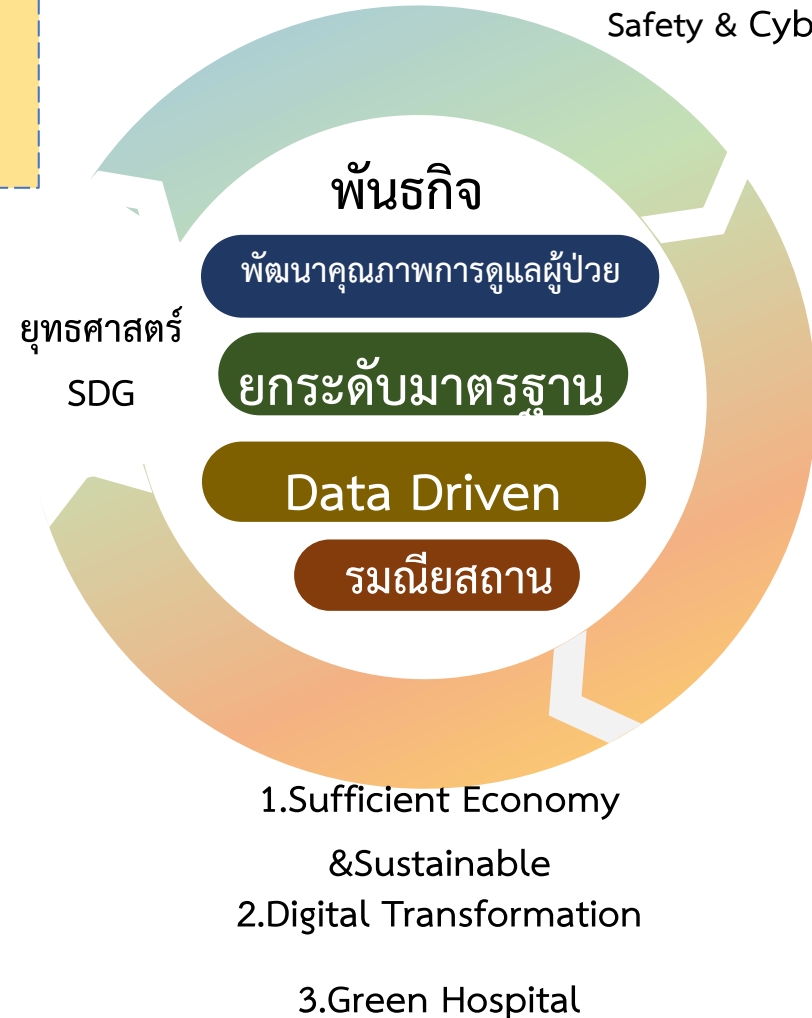 Safety & Cyb
พันธกิจ
พัฒนาคุณภาพการดูแลผู้ป่วย
ยุทธศาสตร์
SDG
ยกระดับมาตรฐาน
Data Driven
รมณียสถาน
1.Sufficient Economy
&Sustainable
2.Digital Transformation
3.Green Hospital